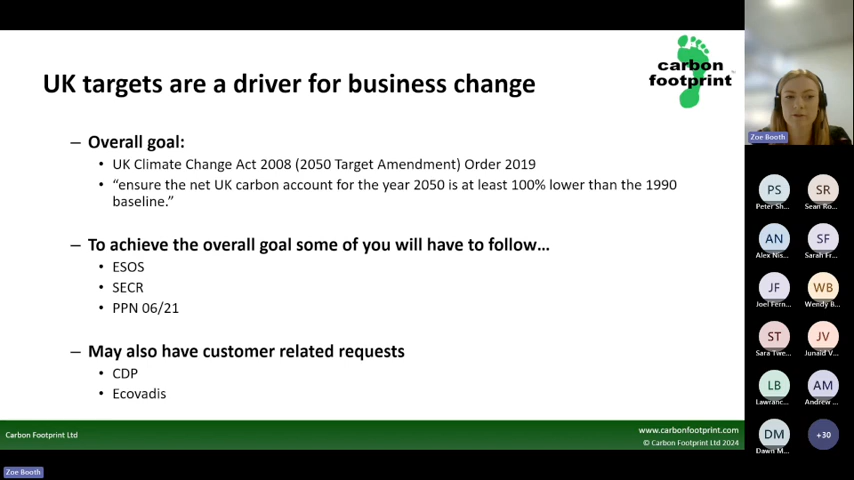 UK targets are a driver for business change
carbon
footprint
– Overall goal:
• UK Climate Change Act 2008 (2050 Target Amendment) Order 2019
• “ensure the net UK carbon account for the year 2050 is at least 100% lower than the 1990
baseline.”
– To achieve the overall goal some of you will have to follow…
• ESOS
• SECR
• PPN 06/21
– May also have customer related requests
• CDP
• Ecovadis
Carbon Footprint Ltd
www.carbonfootprint.com
© Carbon Footprint Ltd 2024
Zoe Booth
Zoe Booth
PS
Peter Sh...
SR
Sean Ro...
AN
Alex Nis...
SF
Sarah Fr...
JF
Joel Fern...
WB
Wendy B...
ST
Sara Twe...
JV
Junaid V...
LB
Lawranc...
AM
Andrew ...
DM
Dawn M...
+30